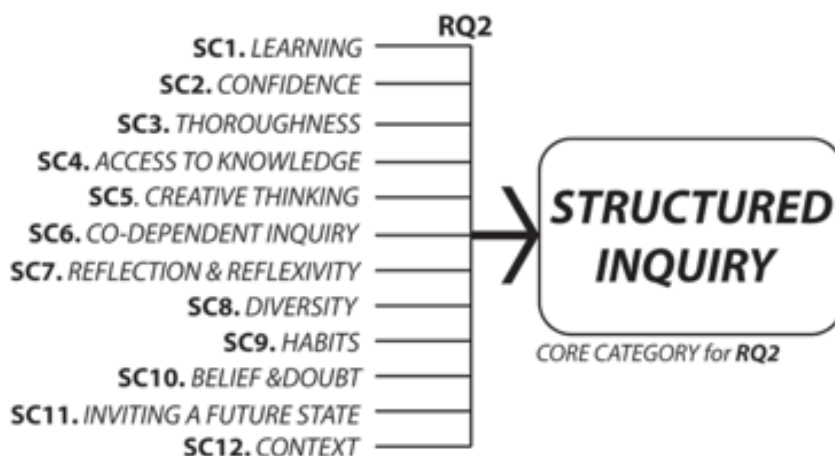 RQ2
SC1. LEARNING
SC2. CONFIDENCE
SC3. THOROUGHNESS
SC4. ACCESS TO KNOWLEDGE
SC5. CREATIVE THINKING
SC6. CO-DEPENDENT INQUIRY
SC7. REFLECTION & REFLEXIVITY
SC8. DIVERSITY
SC9. HABITS
SC10. BELIEF &DOUBT
SC11. INVITING A FUTURE STATE
SC12. CONTEXT
STRUCTURED
INQUIRY
CORE CATEGORY for RQ2